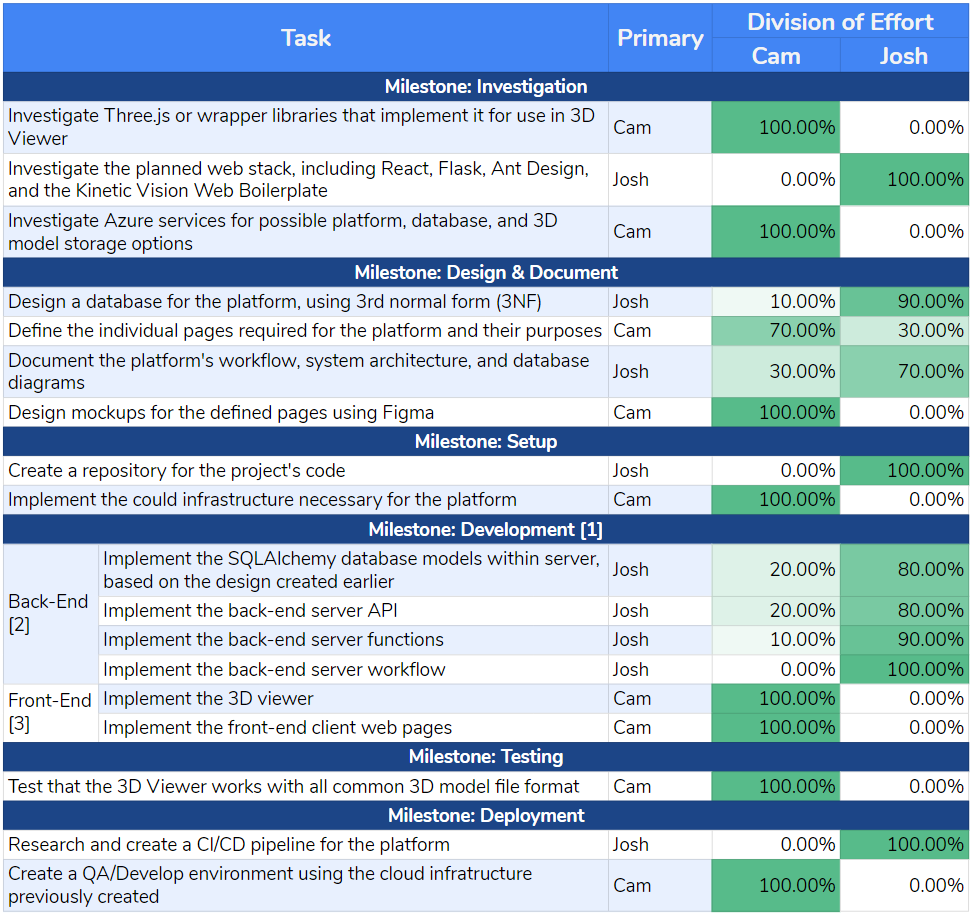 Task Primary Division of Effort
Cam Josh
Milestone: Investigation
Investigate Three.js or wrapper libraries that implement it for use in 3D
Viewer
Cam 100.00% 0.00%
Investigate the planned web stack, including React, Flask, Ant Design,
and the Kinetic Vision Web Boilerplate
Josh 0.00% 100.00%
Investigate Azure services for possible platform, database, and 3D
model storage options
Cam 100.00% 0.00%
Milestone: Design & Document
Design a database for the platform, using 3rd normal form (3NF) Josh 10.00% 90.00%
Define the individual pages required for the platform and their purposes Cam 70.00% 30.00%
Document the platform's workflow, system architecture, and database
diagrams
Josh 30.00% 70.00%
Design mockups for the defined pages using Figma Cam 100.00% 0.00%
Milestone: Setup
Create a repository for the project's code Josh 0.00% 100.00%
Implement the could infrastructure necessary for the platform Cam 100.00% 0.00%
Milestone: Development [1]
Back-End
[2]
Implement the SQLAlchemy database models within server,
based on the design created earlier
Josh 20.00% 80.00%
Implement the back-end server API Josh 20.00% 80.00%
Implement the back-end server functions Josh 10.00% 90.00%
Implement the back-end server workflow Josh 0.00% 100.00%
Front-End
[3]
Implement the 3D viewer Cam 100.00% 0.00%
Implement the front-end client web pages Cam 100.00% 0.00%
Milestone: Testing
Test that the 3D Viewer works with all common 3D model file format Cam 100.00% 0.00%
Milestone: Deployment
Research and create a CI/CD pipeline for the platform Josh 0.00% 100.00%
Create a QA/Develop environment using the cloud infratructure
previously created
Cam 100.00% 0.00%